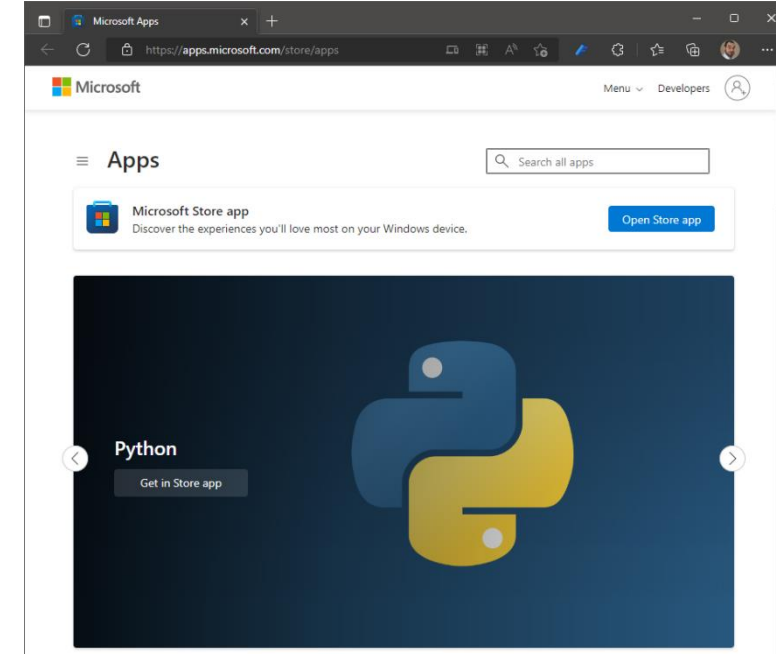 Microsoft Apps
https://apps.microsoft.com/store/apps
Microsoft
Menu
Developers
Apps
Search all apps
Microsoft Store app
Discover the experiences you'll love most on your Windows device.
Open Store app
Python
Get in Store app